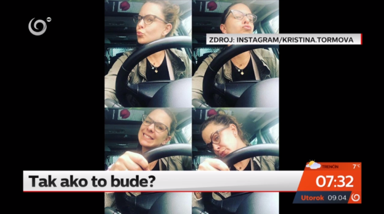 ZDROJ: INSTAGRAM/KRISTINA.TORMOVA
Tak ako to bude?
07:32
Utorok 09 04